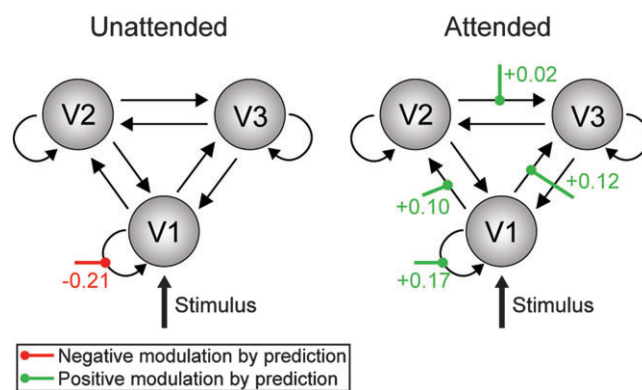 Unattended
Attended
V2
V3
V1
-0.21
Stimulus
V2
V3
V1
+0.02
+0.12
+0.10
+0.17
Stimulus
Negative modulation by prediction
Positive modulation by prediction